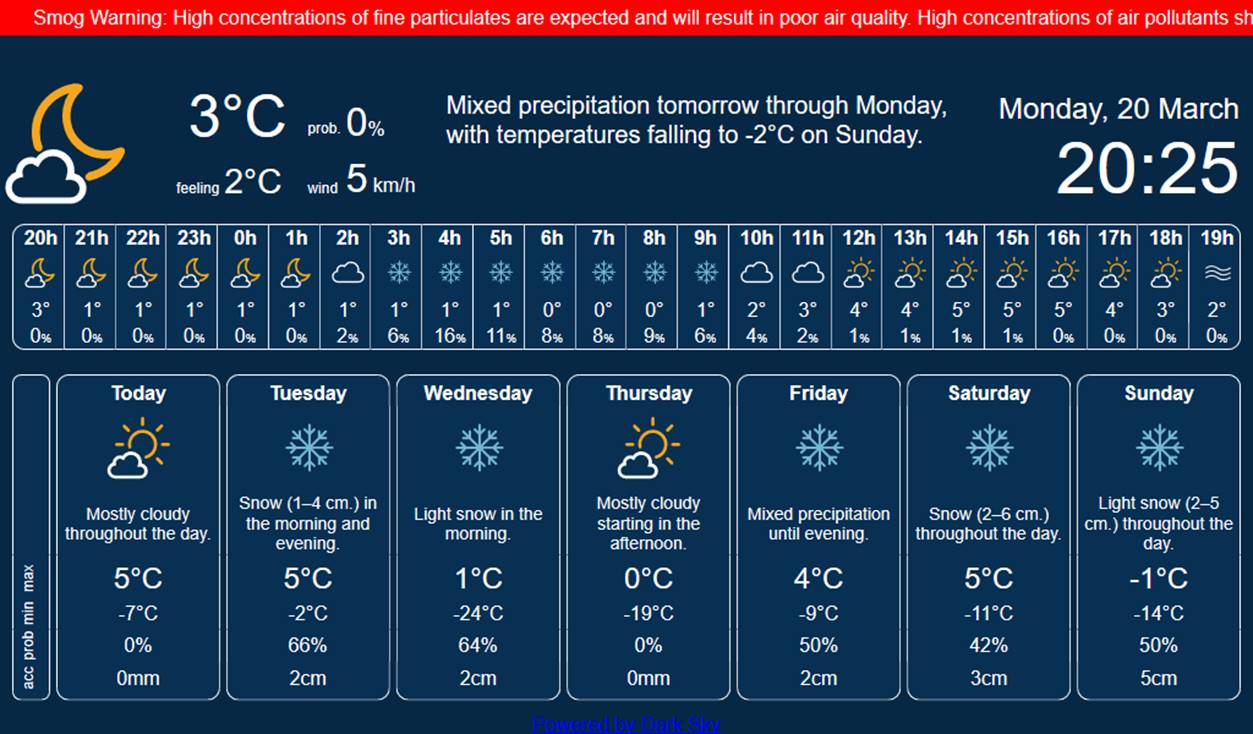 Smog Warning: High concentrations of fine particulates are expected and will result in poor air quality. High concentrations of air pollutants sh
3°C prob. 0%
feeling 2°C wind 5 km/h
Mixed precipitation tomorrow through Monday,
with temperatures falling to -2°C on Sunday.
Monday, 20 March
20:25
20h 21h 22h 23h 0h 1h 2h 3h 4h 5h 6h 7h 8h 9h 10h 11h 12h 13h 14h 15h 16h 17h 18h 19h
3° 1° 1° 1° 1° 1° 1° 1° 1° 1° 0° 0° 0° 1° 2° 3° 4° 4° 5° 5° 5° 4° 3° 2°
0% 0% 0% 0% 0% 0% 2% 6% 16% 11% 8% 8% 9% 6% 4% 2% 1% 1% 1% 1% 0% 0% 0% 0%
max
min
prob
acc
Today
Mostly cloudy
throughout the day.
5°C
-7°C
0%
0mm
Tuesday
Snow (1–4 cm.) in
the morning and
evening.
5°C
-2°C
66%
2cm
Wednesday
Light snow in the
morning.
1°C
-24°C
64%
2cm
Thursday
Mostly cloudy
starting in the
afternoon.
0°C
-19°C
0%
0mm
Friday
Mixed precipitation
until evening.
4°C
-9°C
50%
2cm
Saturday
Snow (2–6 cm.)
throughout the day.
5°C
-11°C
42%
3cm
Sunday
Light snow (2–5
cm.) throughout the
day.
-1°C
-14°C
50%
5cm
Powered by Dark Sky